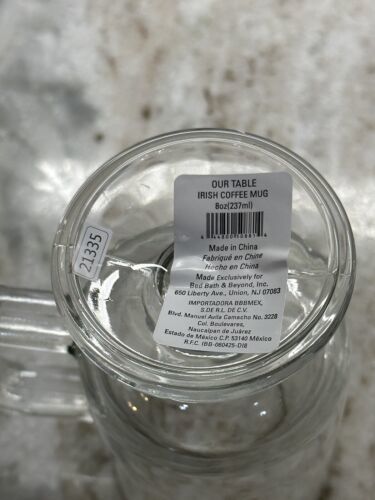 OUR TABLE
IRISH COFFEE MUG
8oz(237ml)
Made in China
Fabriqué en Chine
Hecho en China
Made Exclusively for
Bed Bath & Beyond, Inc.
650 Liberty Ave., Union, NJ 07083
IMPORTADORA BBBMEX,
S.DE R.L. DE C.V.
Blvd. Manuel Avila Camacho No. 3228
Col. Boulevares,
Naucalpan de Juárez
Estado de México C.P. 53140 México
R.F.C. IBB-060425-DI8
21335